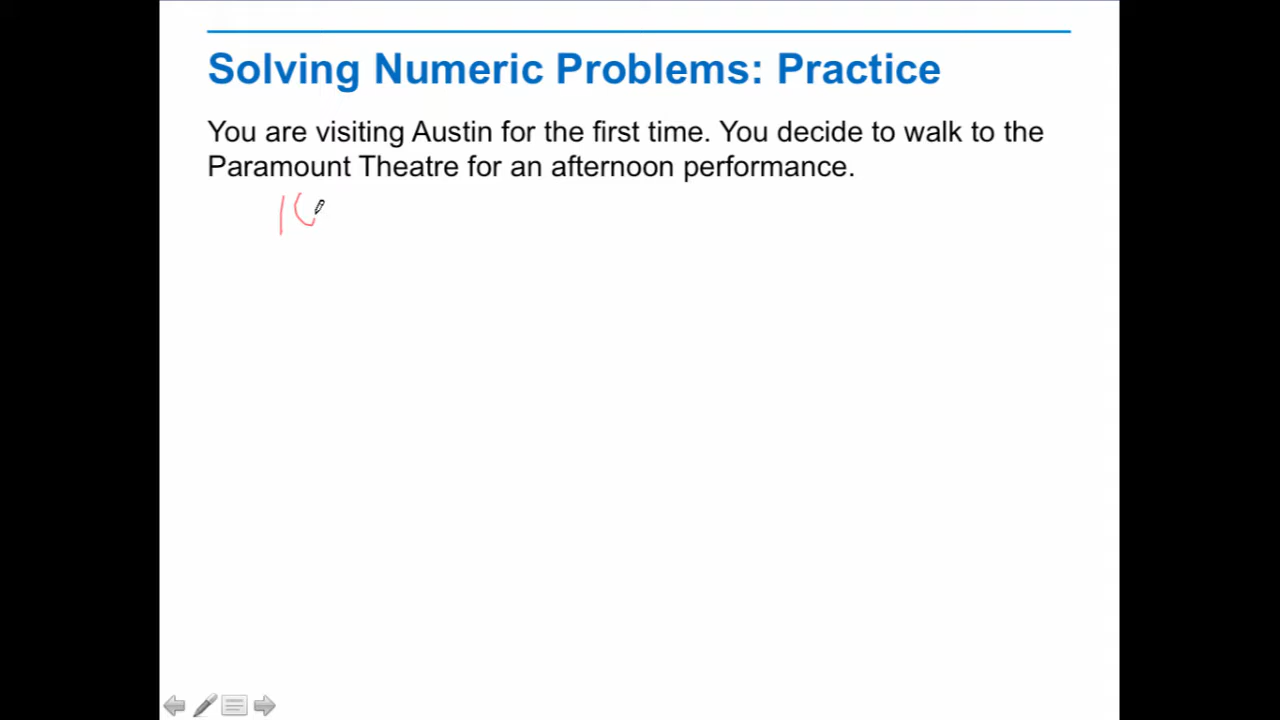 Solving Numeric Problems: Practice
You are visiting Austin for the first time. You decide to walk to the
Paramount Theatre for an afternoon performance.